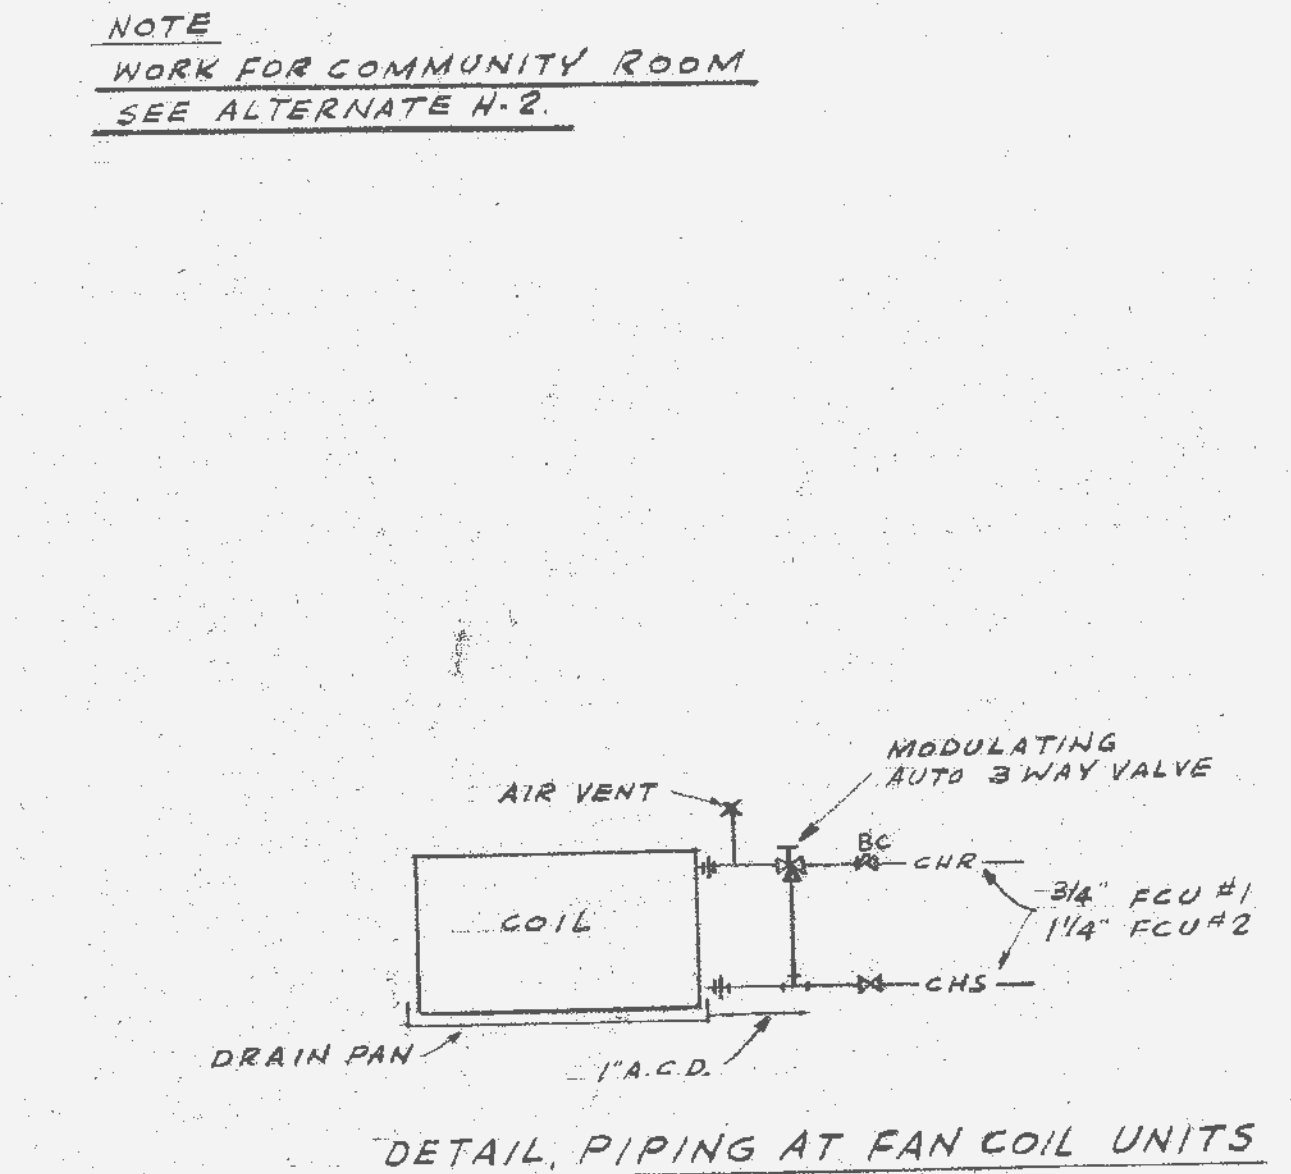 NOTE
WORK FOR COMMUNITY ROOM
SEE ALTERNATE H-2.
MODULATING
AUTO 3 WAY VALVE
AIR VENT
BC
CHR
3/4" FCU #1
1 1/4" FCU #2
COIL
CHS
DRAIN PAN
1" A.C.D.
DETAIL, PIPING AT FAN COIL UNITS